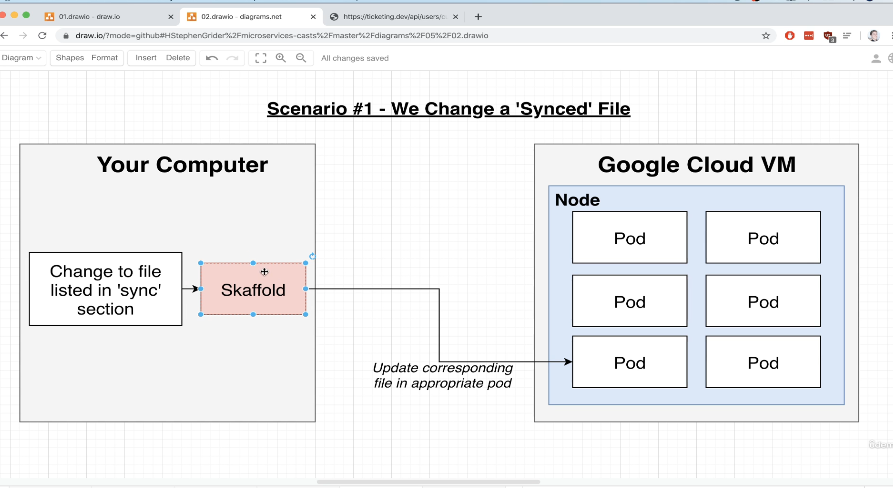 01.drawio - draw.io
02.drawio - diagrams.net
https://ticketing.dev/api/users/c
draw.io/?mode=github#HStephenGrider%2Fmicroservices-casts%2Fmaster%2Fdiagrams%2F05%2F02.drawio
Diagram
Shapes
Format
Insert
Delete
All changes saved
Scenario #1 - We Change a 'Synced' File
Your Computer
Change to file
listed in 'sync'
section
Skaffold
Update corresponding
file in appropriate pod
Google Cloud VM
Node
Pod
Pod
Pod
Pod
Pod
Pod